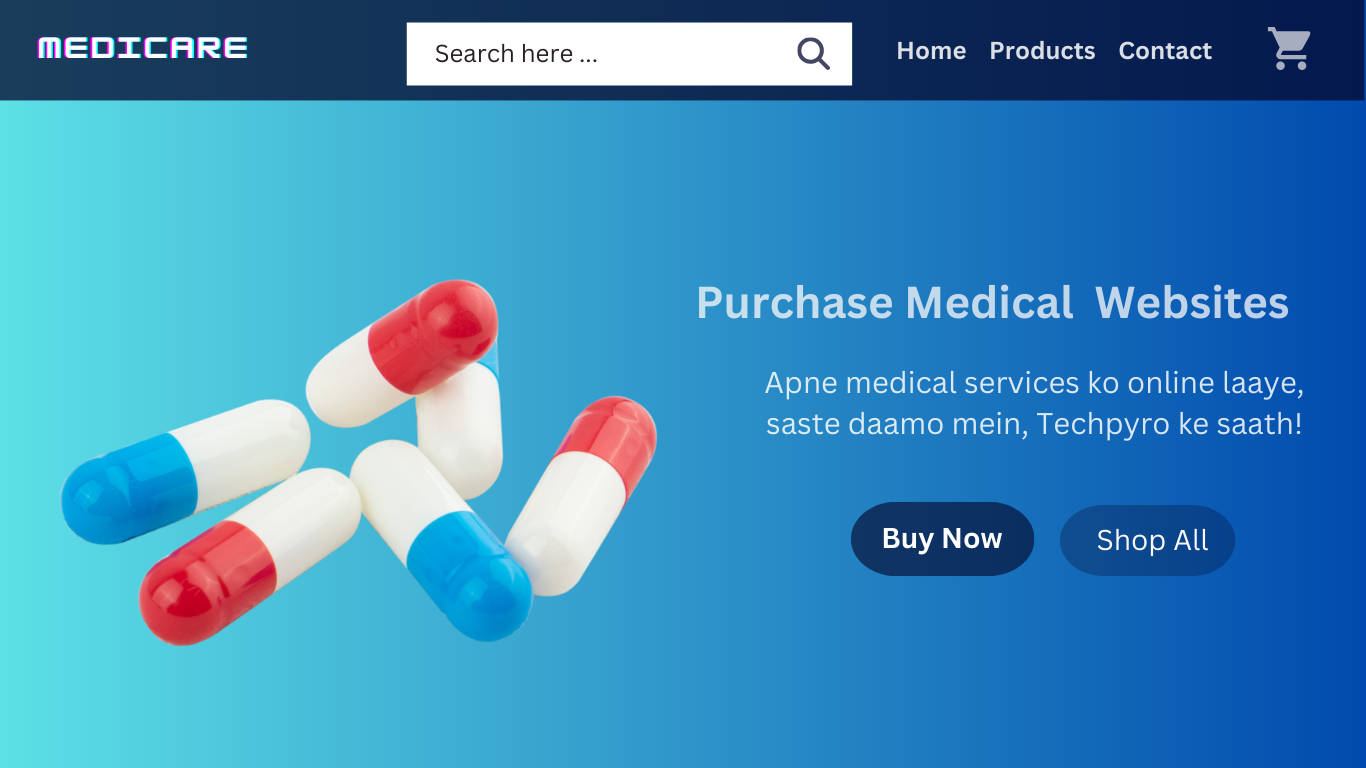 MEDICARE
Search here ...
Home Products Contact
Purchase Medical Websites
Apne medical services ko online laaye,
saste daamo mein, Techpyro ke saath!
Buy Now Shop All